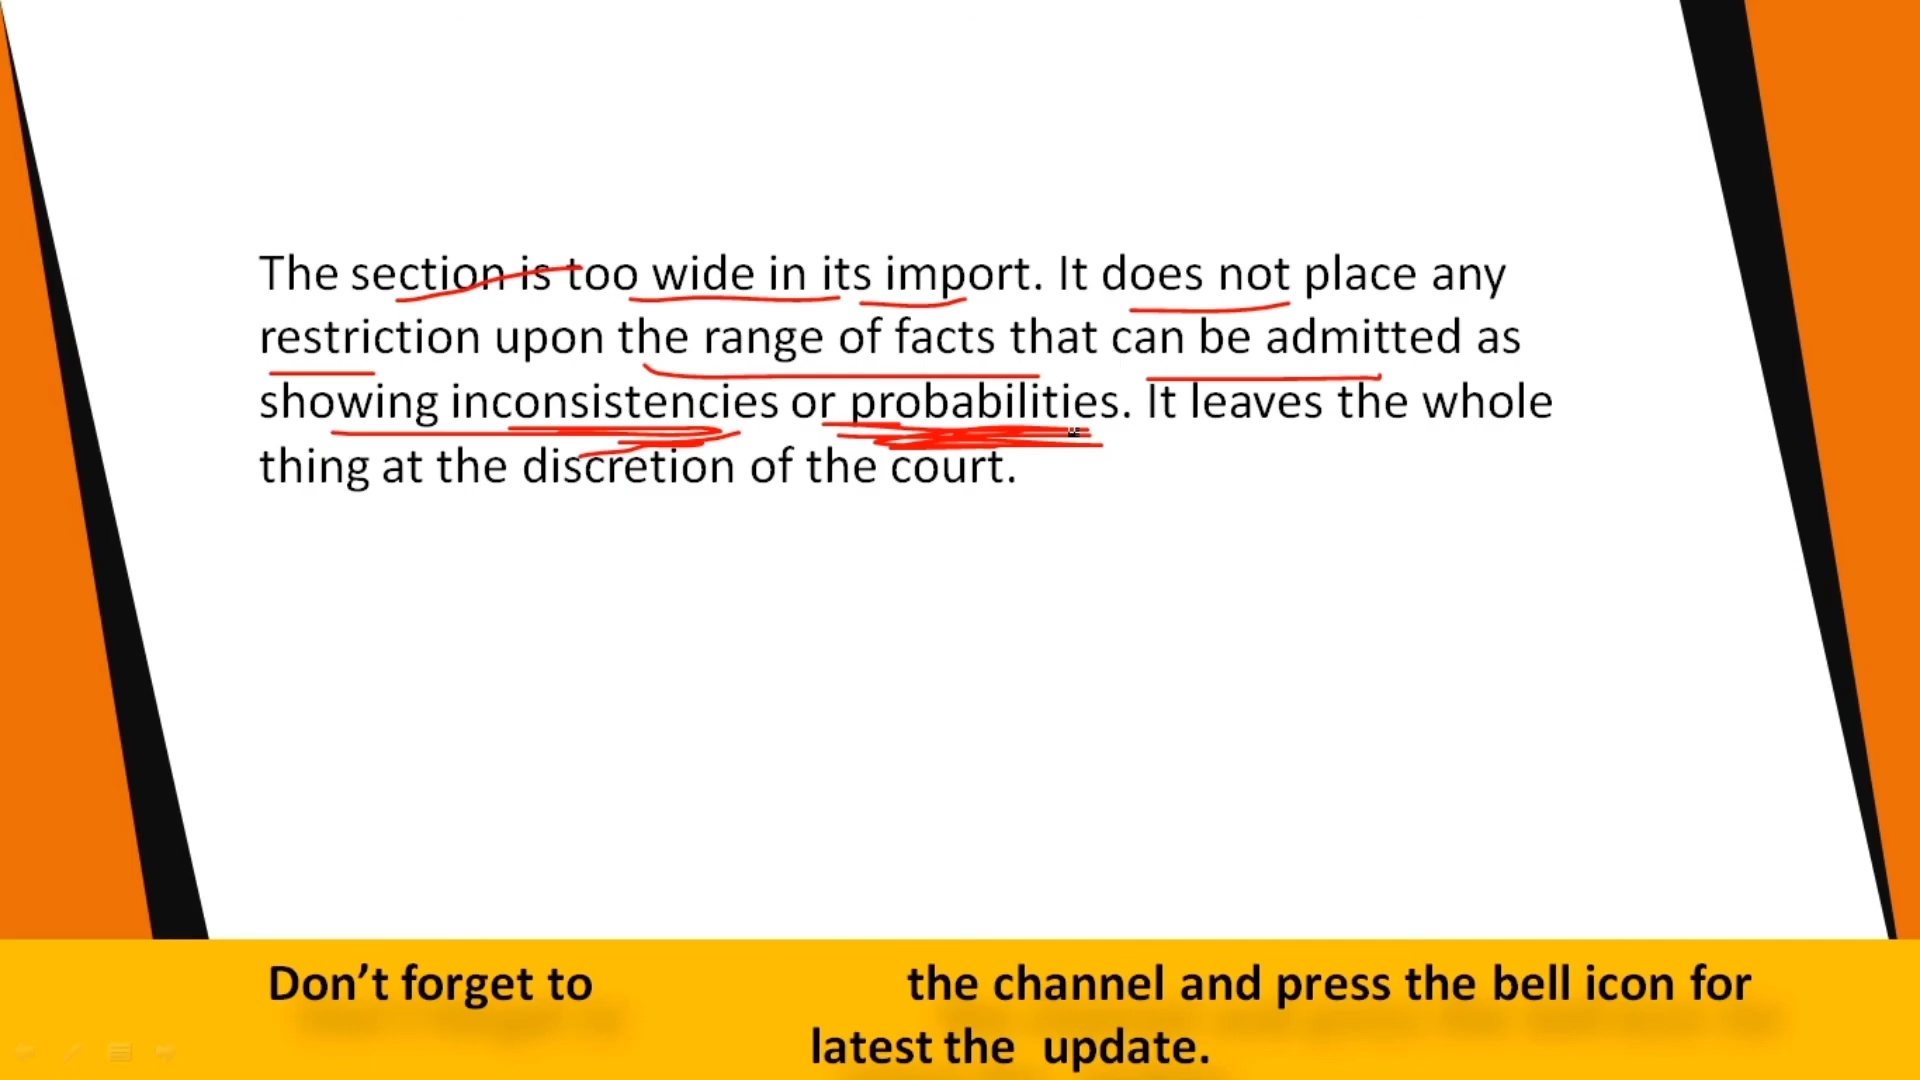 The section is too wide in its import. It does not place any
restriction upon the range of facts that can be admitted as
showing inconsistencies or probabilities. It leaves the whole
thing at the discretion of the court.
Don’t forget to the channel and press the bell icon for
latest the update.